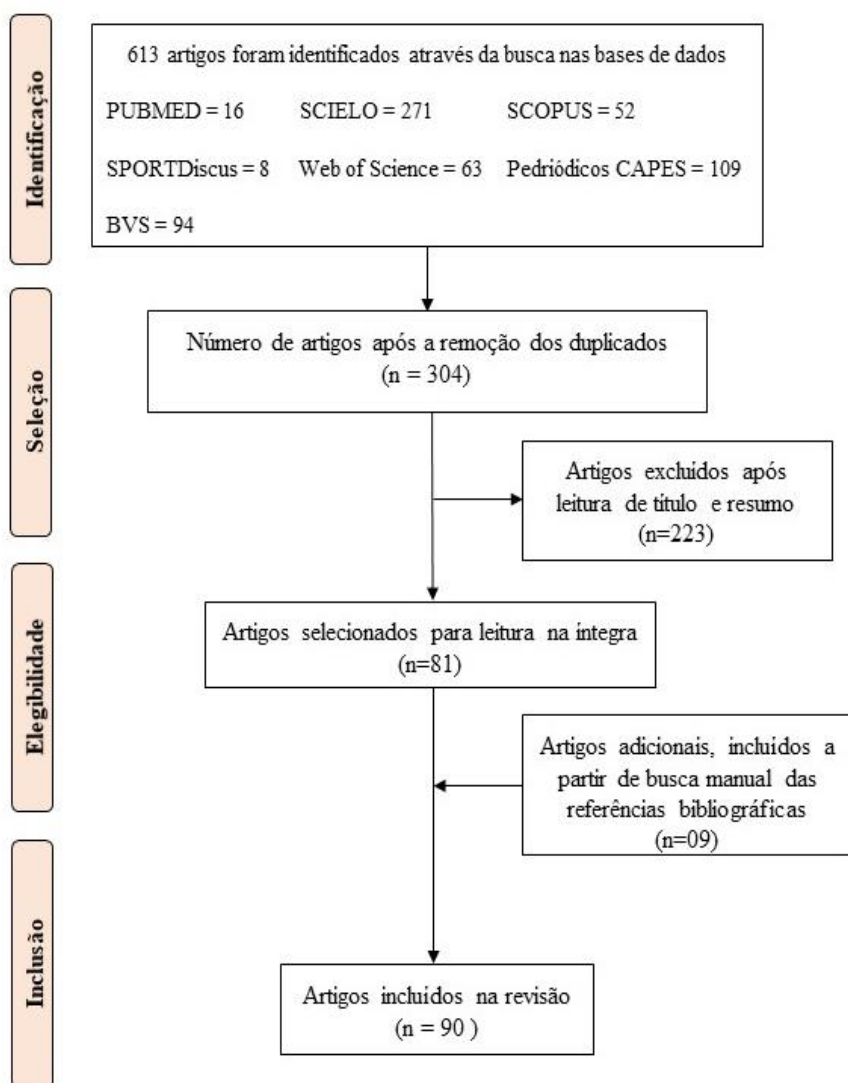 Identificação
613 artigos foram identificados através da busca nas bases de dados
PUBMED = 16 SCIELO = 271 SCOPUS = 52
SPORTDiscus = 8 Web of Science = 63 Pedriódicos CAPES = 109
BVS = 94
Seleção
Número de artigos após a remoção dos duplicados
(n = 304)
Artigos excluídos após
leitura de título e resumo
(n=223)
Elegibilidade
Artigos selecionados para leitura na íntegra
(n=81)
Artigos adicionais, incluídos a
partir de busca manual das
referências bibliográficas
(n=09)
Inclusão
Artigos incluídos na revisão
(n = 90 )